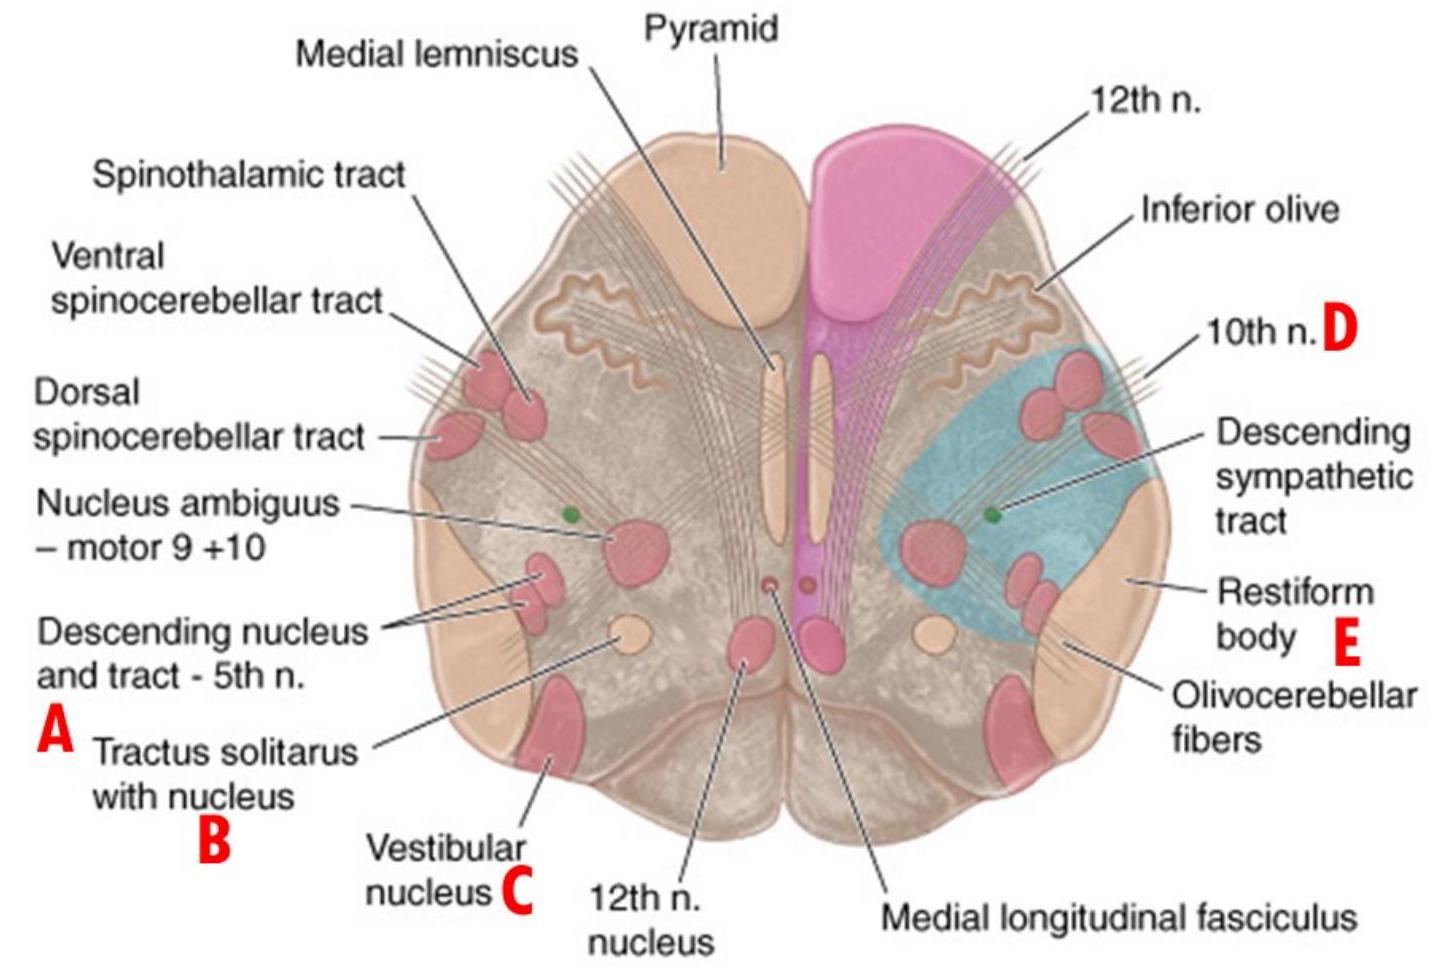 Pyramid
Medial lemniscus
12th n.
Spinothalamic tract
Inferior olive
Ventral
spinocerebellar tract
10th n. D
Dorsal
spinocerebellar tract
Descending
sympathetic
tract
Nucleus ambiguus
– motor 9 +10
Restiform
body E
Descending nucleus
and tract - 5th n.
A
Olivocerebellar
fibers
Tractus solitarus
with nucleus
B
Vestibular
nucleus C
12th n.
nucleus
Medial longitudinal fasciculus